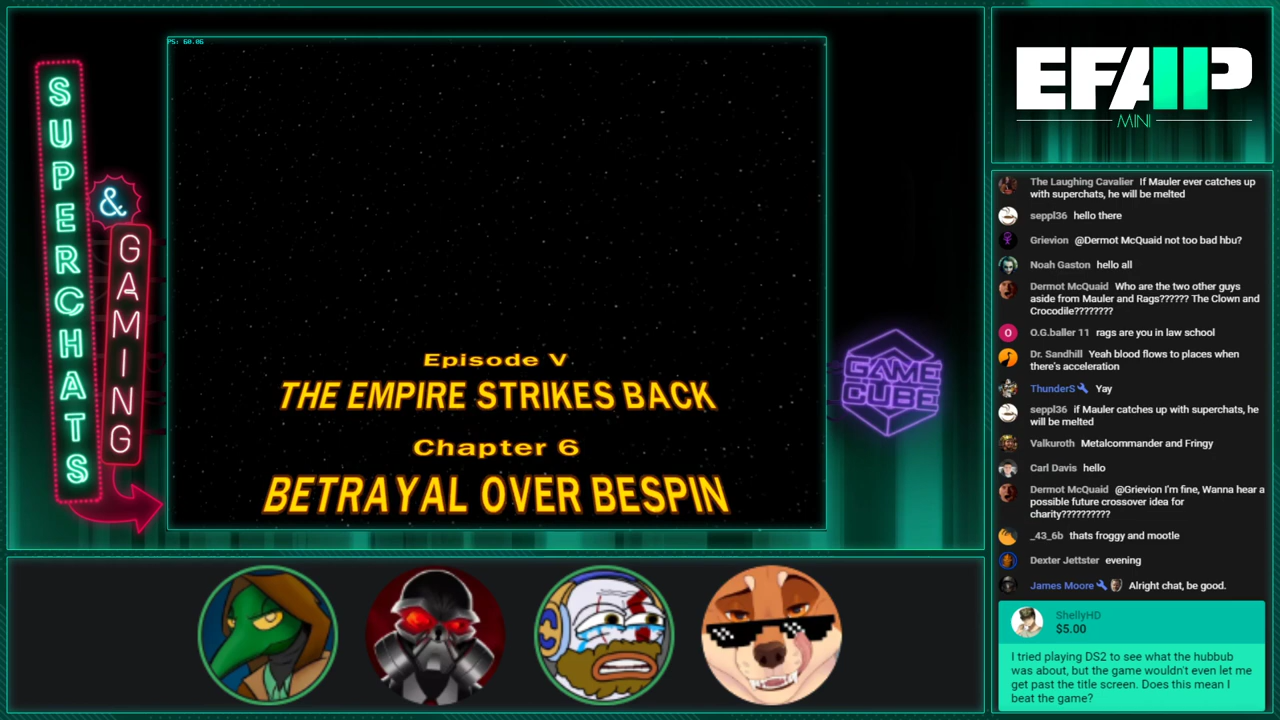 SUPERCHATS
&
GAMING
PS: 60.06
Episode V
THE EMPIRE STRIKES BACK
Chapter 6
BETRAYAL OVER BESPIN
GAME
CUBE
EFAP
MINI
The Laughing Cavalier If Mauler ever catches up
with superchats, he will be melted
seppl36 hello there
Grievion @Dermot McQuaid not too bad hbu?
Noah Gaston hello all
Dermot McQuaid Who are the two other guys
aside from Mauler and Rags?????? The Clown and
Crocodile????????
O
O.G.baller 11 rags are you in law school
Dr. Sandhill Yeah blood flows to places when
there's acceleration
ThunderS Yay
seppl36 if Mauler catches up with superchats, he
will be melted
Valkuroth Metalcommander and Fringy
Carl Davis hello
Dermot McQuaid @Grievion I'm fine, Wanna hear a
possible future crossover idea for
charity??????????
_43_6b thats froggy and mootle
Dexter Jettster evening
James Moore Alright chat, be good.
ShellyHD
$5.00
I tried playing DS2 to see what the hubbub
was about, but the game wouldn't even let me
get past the title screen. Does this mean I
beat the game?